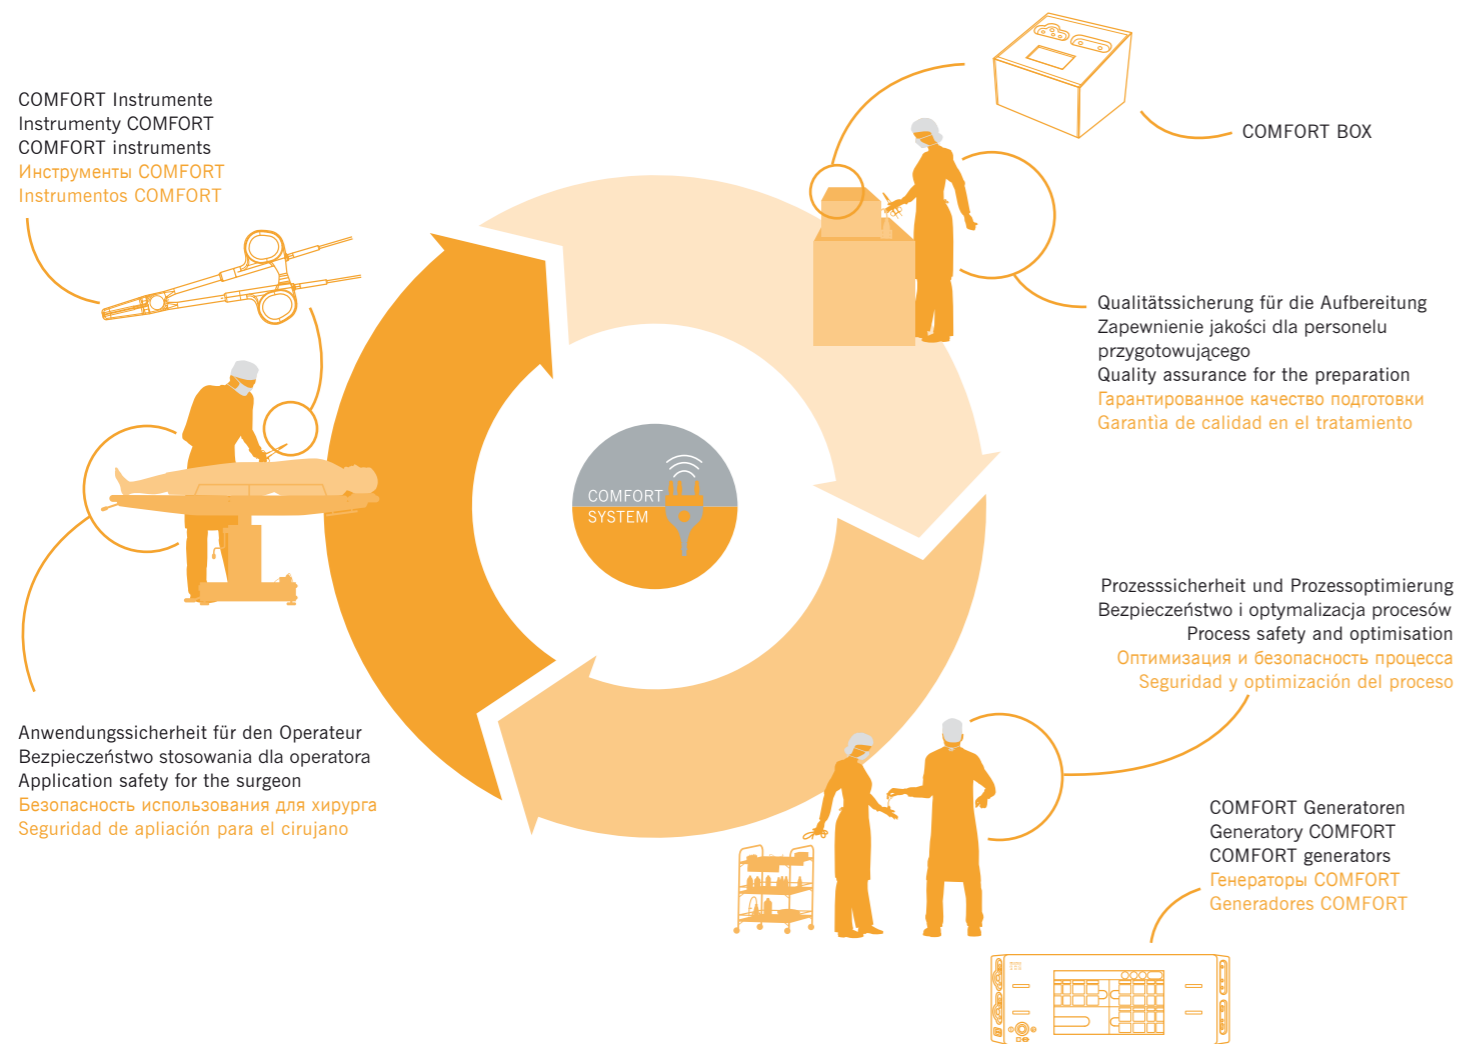 COMFORT Instrumente
Instrumenty COMFORT
COMFORT instruments
Инструменты COMFORT
Instrumentos COMFORT
COMFORT BOX
Qualitätssicherung für die Aufbereitung
Zapewnienie jakości dla personelu
przygotowującego
Quality assurance for the preparation
Гарантированное качество подготовки
Garantìa de calidad en el tratamiento
COMFORT
SYSTEM
Prozesssicherheit und Prozessoptimierung
Bezpieczeństwo i optymalizacja procesów
Process safety and optimisation
Оптимизация и безопасность процесса
Seguridad y optimización del proceso
Anwendungssicherheit für den Operateur
Bezpieczeństwo stosowania dla operatora
Application safety for the surgeon
Безопасность использования для хирурга
Seguridad de apliación para el cirujano
COMFORT Generatoren
Generatory COMFORT
COMFORT generators
Генераторы COMFORT
Generadores COMFORT